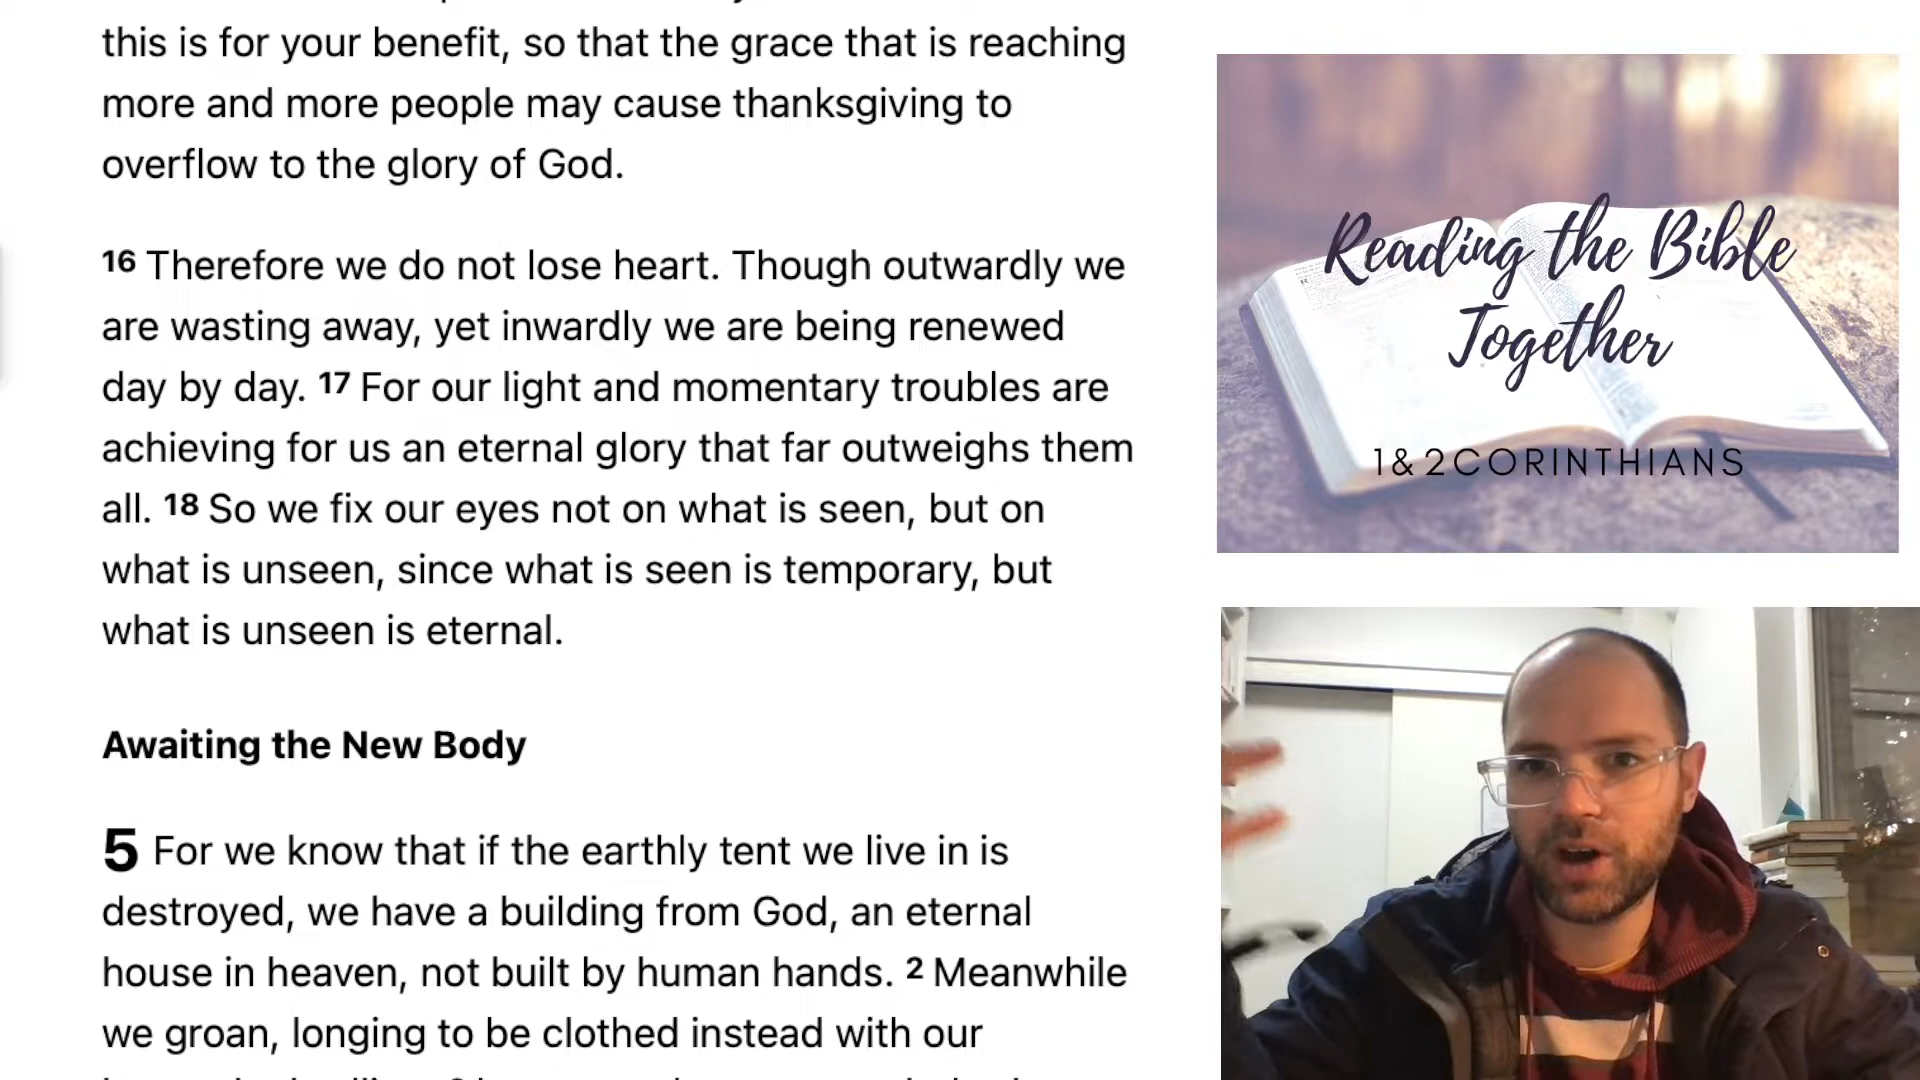 this is for your benefit, so that the grace that is reaching
more and more people may cause thanksgiving to
overflow to the glory of God.
16 Therefore we do not lose heart. Though outwardly we
are wasting away, yet inwardly we are being renewed
day by day. 17 For our light and momentary troubles are
achieving for us an eternal glory that far outweighs them
all. 18 So we fix our eyes not on what is seen, but on
what is unseen, since what is seen is temporary, but
what is unseen is eternal.
Awaiting the New Body
5 For we know that if the earthly tent we live in is
destroyed, we have a building from God, an eternal
house in heaven, not built by human hands. 2 Meanwhile
we groan, longing to be clothed instead with our
Reading the Bible
Together
1 & 2 CORINTHIANS